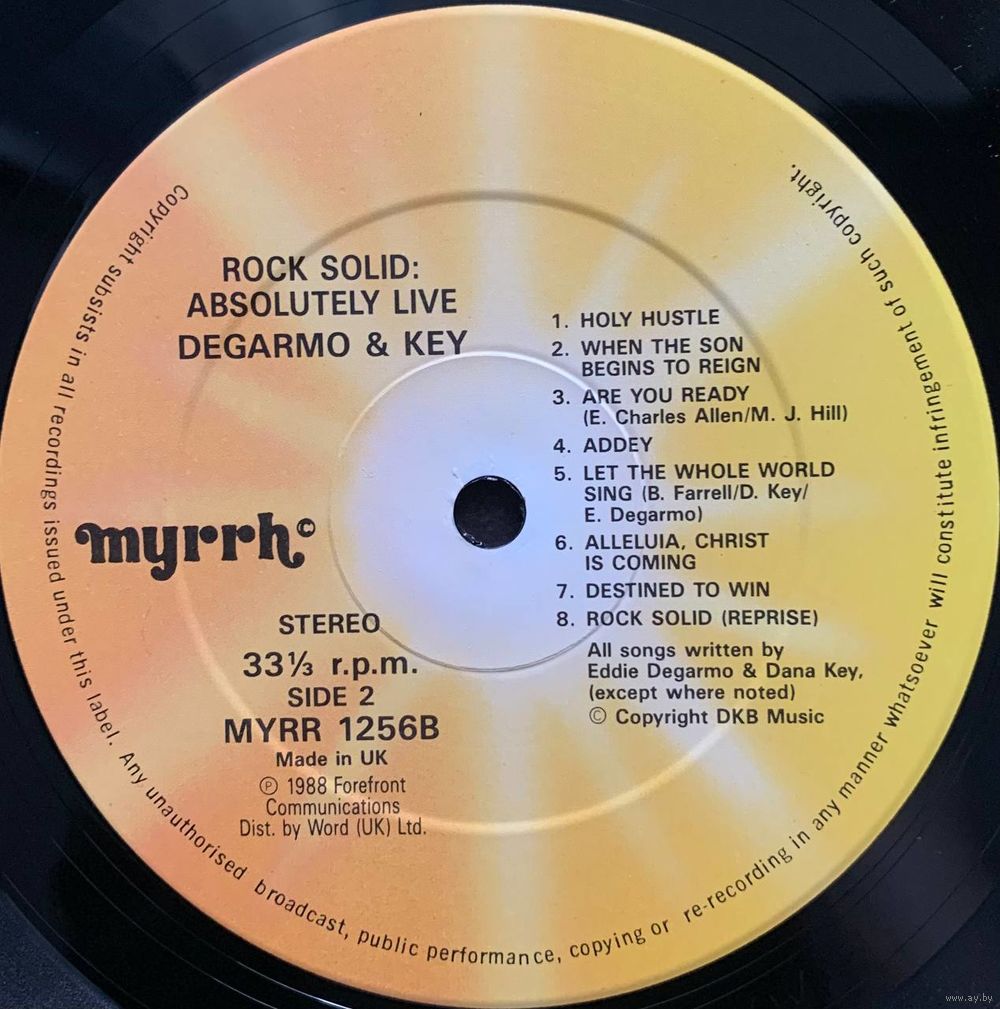 ROCK SOLID:
ABSOLUTELY LIVE
DEGARMO & KEY
myrrh©
STEREO
33⅓ r.p.m.
SIDE 2
MYRR 1256B
Made in UK
Ⓟ 1988 Forefront
Communications
Dist. by Word (UK) Ltd.
1. HOLY HUSTLE
2. WHEN THE SON
BEGINS TO REIGN
3. ARE YOU READY
(E. Charles Allen/M. J. Hill)
4. ADDEY
5. LET THE WHOLE WORLD
SING (B. Farrell/D. Key/
E. Degarmo)
6. ALLELUIA, CHRIST
IS COMING
7. DESTINED TO WIN
8. ROCK SOLID (REPRISE)
All songs written by
Eddie Degarmo & Dana Key,
(except where noted)
© Copyright DKB Music
Copyright subsists in all recordings issued under this label. Any unauthorised broadcast, public performance, copying or re-recording in any manner whatsoever will constitute infringement of such copyright.
www.ay.by